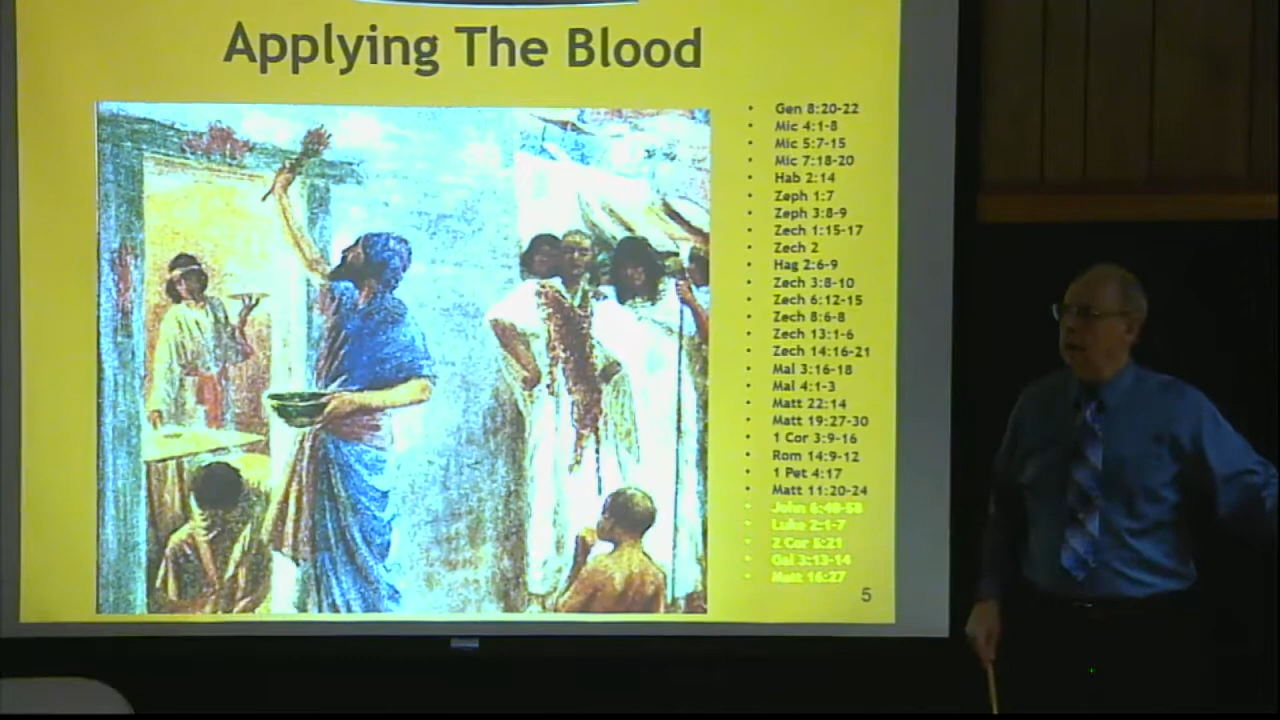 Applying The Blood
• Gen 8:20-22
• Mic 4:1-8
• Mic 5:7-15
• Mic 7:18-20
• Hab 2:14
• Zeph 1:7
• Zeph 3:8-9
• Zech 1:15-17
• Zech 2
• Hag 2:6-9
• Zech 3:8-10
• Zech 6:12-15
• Zech 8:6-8
• Zech 13:1-6
• Zech 14:16-21
• Mal 3:16-18
• Mal 4:1-3
• Matt 22:14
• Matt 19:27-30
• 1 Cor 3:9-16
• Rom 14:9-12
• 1 Pet 4:17
• Matt 11:20-24
• John
• Luke 2:1-7
• 2 Cor
• Gal 3:13-14
• Matt 16:27
5